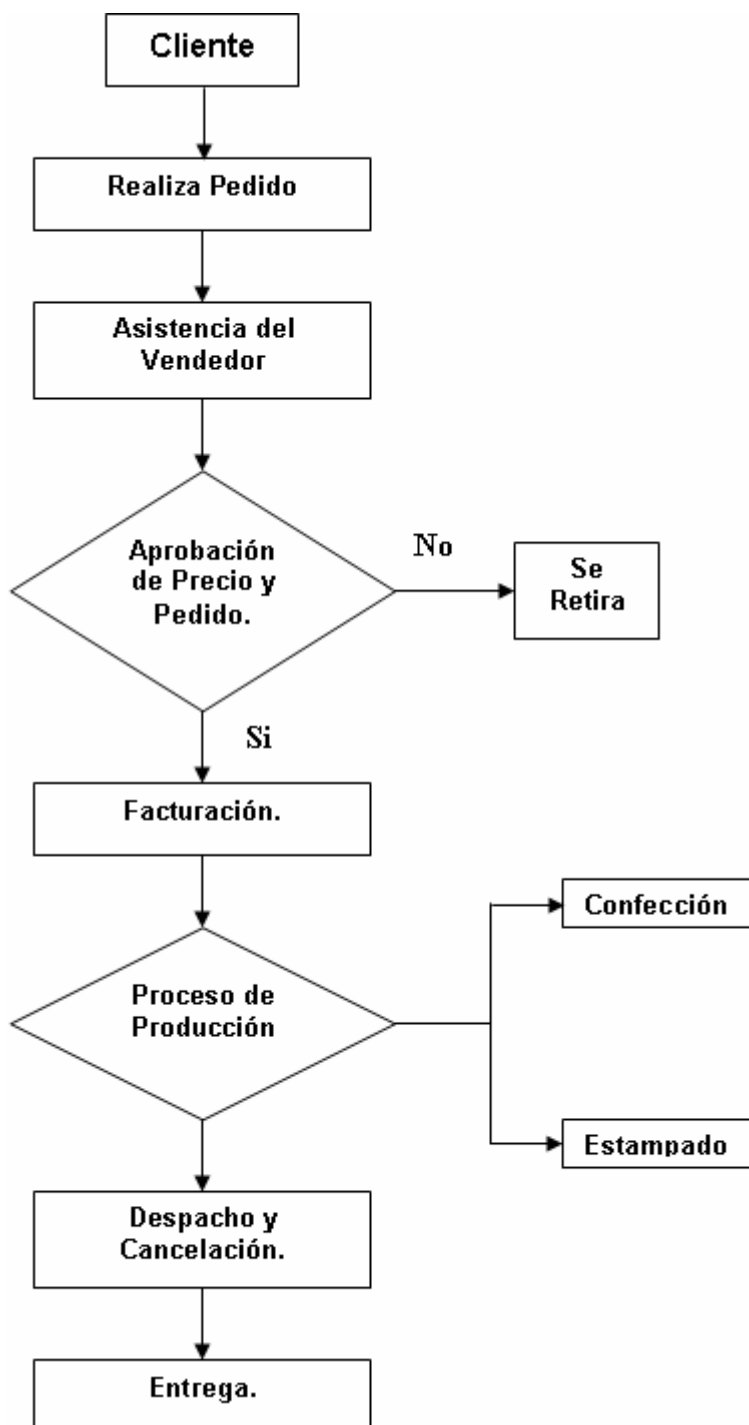 Cliente
Realiza Pedido
Asistencia del
Vendedor
Aprobación
de Precio y
Pedido.
No
Se
Retira
Si
Facturación.
Confección
Proceso de
Producción
Estampado
Despacho y
Cancelación.
Entrega.